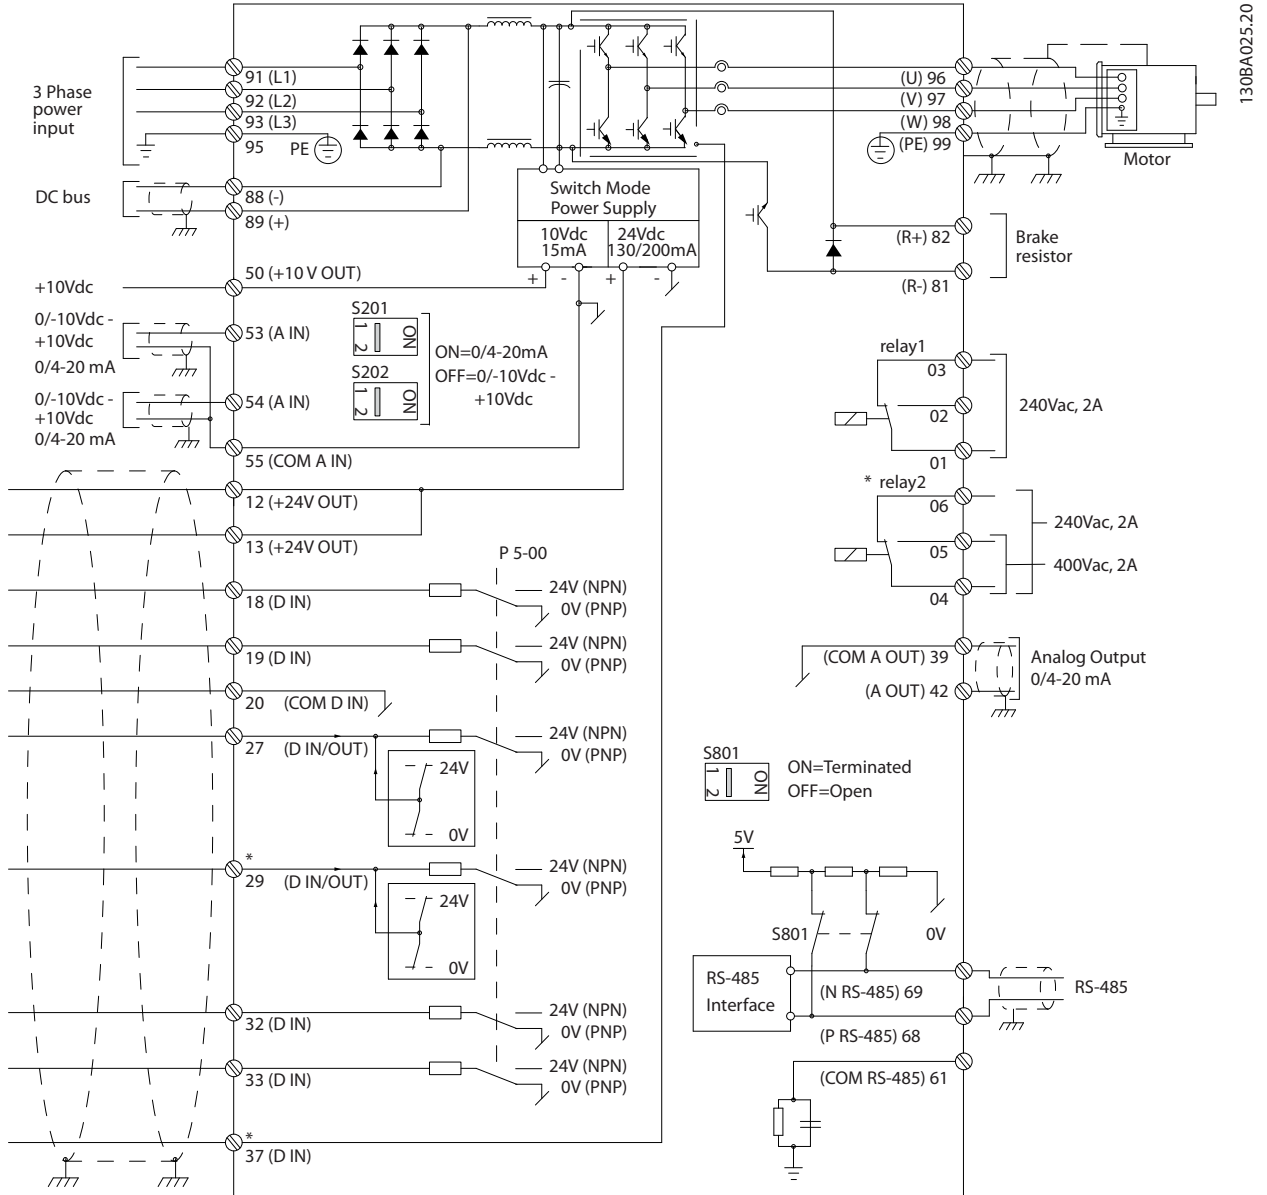 130BA025.20
3 Phase
power
input
91 (L1)
92 (L2)
93 (L3)
95
PE
DC bus
88 (-)
89 (+)
Switch Mode
Power Supply
10Vdc
15mA
24Vdc
130/200mA
+ - + -
(U) 96
(V) 97
(W) 98
(PE) 99
Motor
(R+) 82
(R-) 81
Brake
resistor
+10Vdc
50 (+10 V OUT)
0/-10Vdc -
+10Vdc
0/4-20 mA
53 (A IN)
0/-10Vdc -
+10Vdc
0/4-20 mA
54 (A IN)
55 (COM A IN)
S201
1 2 ON
S202
1 2 ON
ON=0/4-20mA
OFF=0/-10Vdc -
+10Vdc
relay1
03
02
01
240Vac, 2A
* relay2
06
05
04
240Vac, 2A
400Vac, 2A
12 (+24V OUT)
13 (+24V OUT)
P 5-00
18 (D IN)
24V (NPN)
0V (PNP)
19 (D IN)
24V (NPN)
0V (PNP)
20 (COM D IN)
27 (D IN/OUT)
24V (NPN)
0V (PNP)
24V
0V
*
29 (D IN/OUT)
24V (NPN)
0V (PNP)
24V
0V
32 (D IN)
24V (NPN)
0V (PNP)
33 (D IN)
24V (NPN)
0V (PNP)
*
37 (D IN)
(COM A OUT) 39
(A OUT) 42
Analog Output
0/4-20 mA
S801
1 2 ON
ON=Terminated
OFF=Open
5V
S801
0V
RS-485
Interface
(N RS-485) 69
(P RS-485) 68
RS-485
(COM RS-485) 61